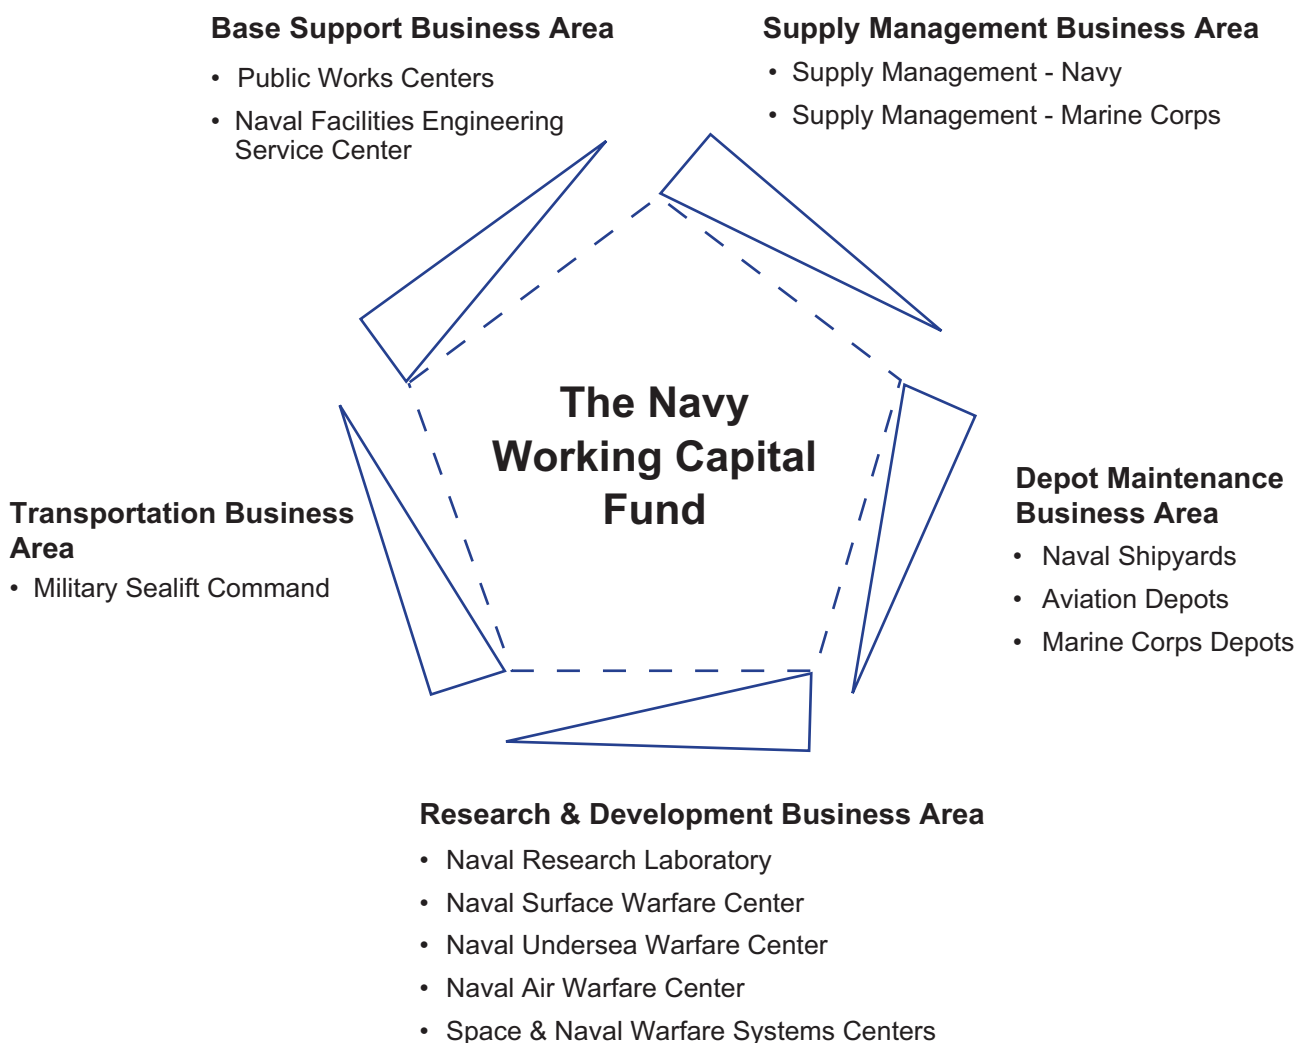 Base Support Business Area
• Public Works Centers
• Naval Facilities Engineering
Service Center
Supply Management Business Area
• Supply Management - Navy
• Supply Management - Marine Corps
The Navy
Working Capital
Fund
Transportation Business
Area
• Military Sealift Command
Depot Maintenance
Business Area
• Naval Shipyards
• Aviation Depots
• Marine Corps Depots
Research & Development Business Area
• Naval Research Laboratory
• Naval Surface Warfare Center
• Naval Undersea Warfare Center
• Naval Air Warfare Center
• Space & Naval Warfare Systems Centers